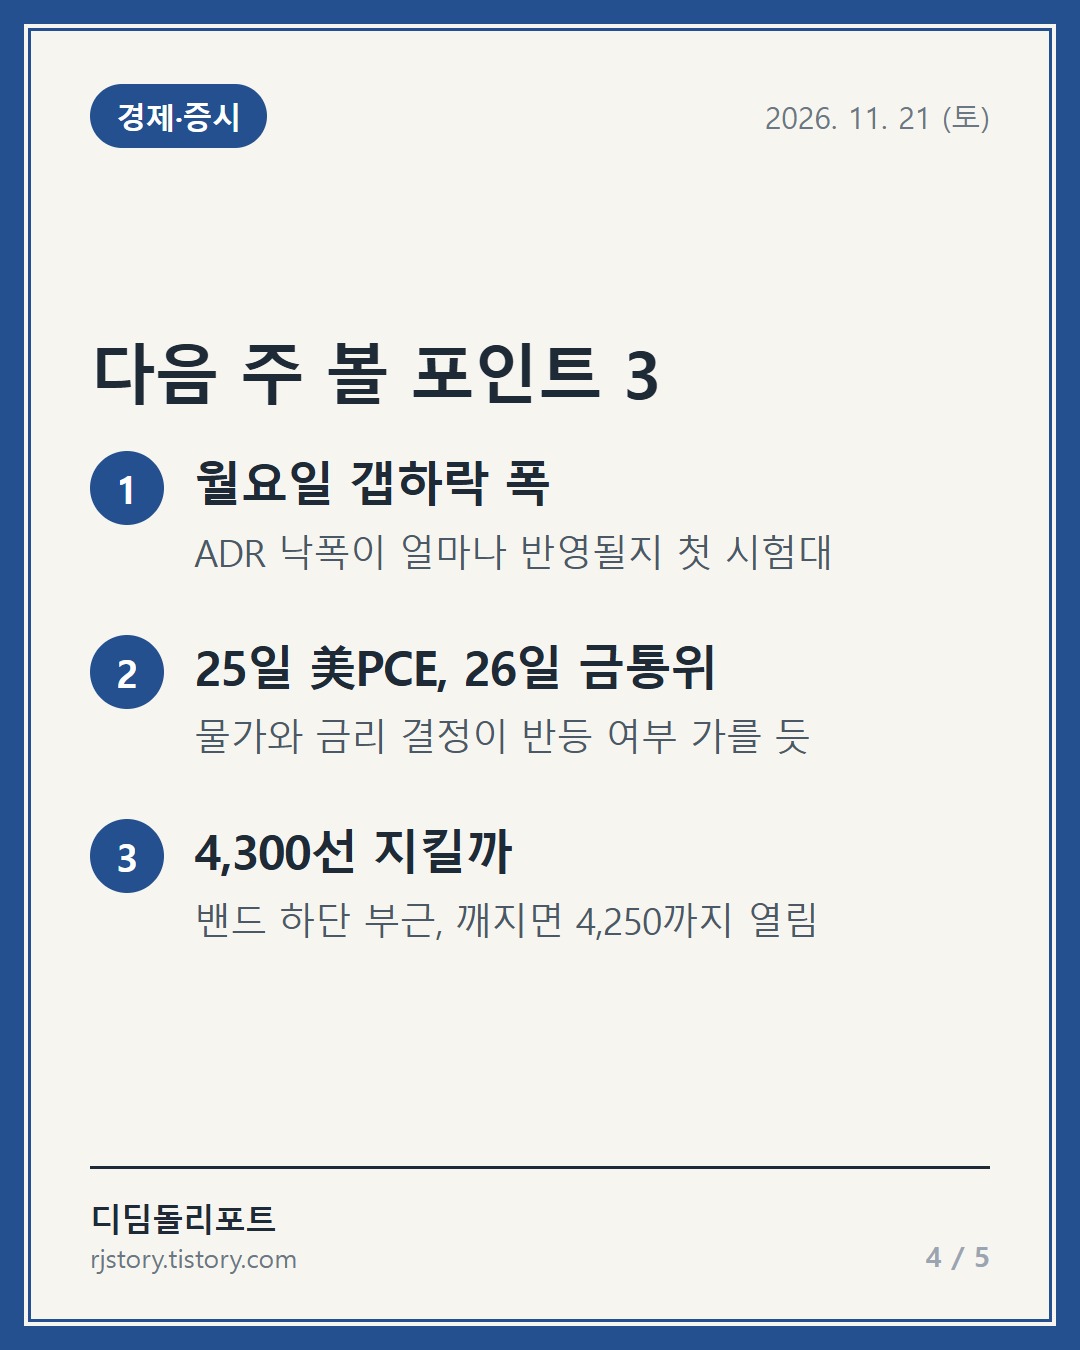 경제·증시
2026. 11. 21 (토)
다음 주 볼 포인트 3
1
월요일 갭하락 폭
ADR 낙폭이 얼마나 반영될지 첫 시험대
2
25일 美PCE, 26일 금통위
물가와 금리 결정이 반등 여부 가를 듯
3
4,300선 지킬까
밴드 하단 부근, 깨지면 4,250까지 열림
디딤돌리포트
rjstory.tistory.com
4 / 5